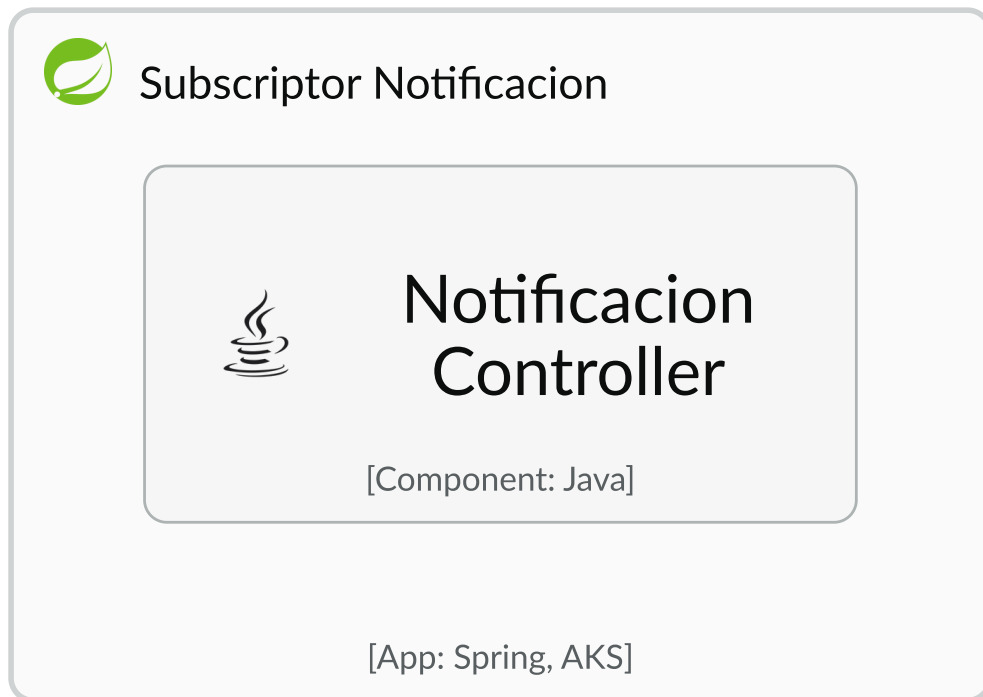 Subscriptor Notificacion
Notificacion
Controller
[Component: Java]
[App: Spring, AKS]